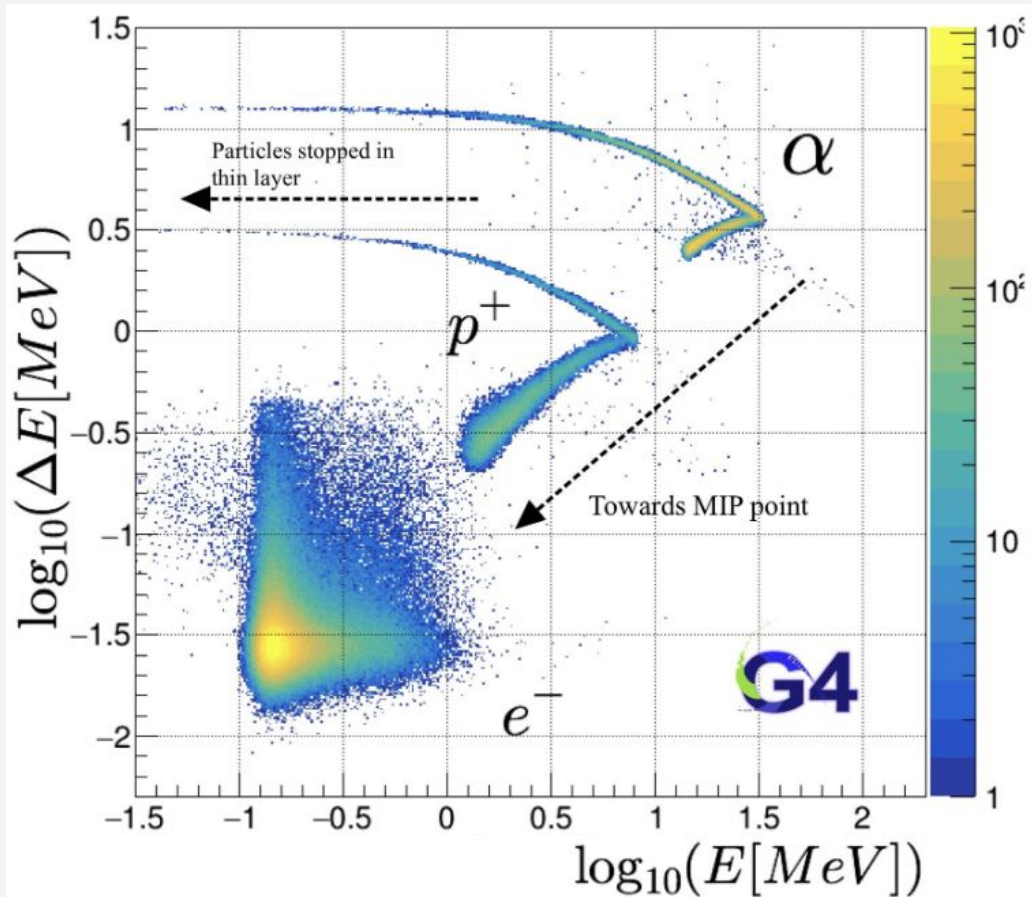 1.5
1
0.5
0
−0.5
−1
−1.5
−2
log₁₀(ΔE[MeV])
Particles stopped in
thin layer
α
p⁺
e⁻
Towards MIP point
G4
10²
10
1
−1.5 −1 −0.5 0 0.5 1 1.5 2
log₁₀(E[MeV])